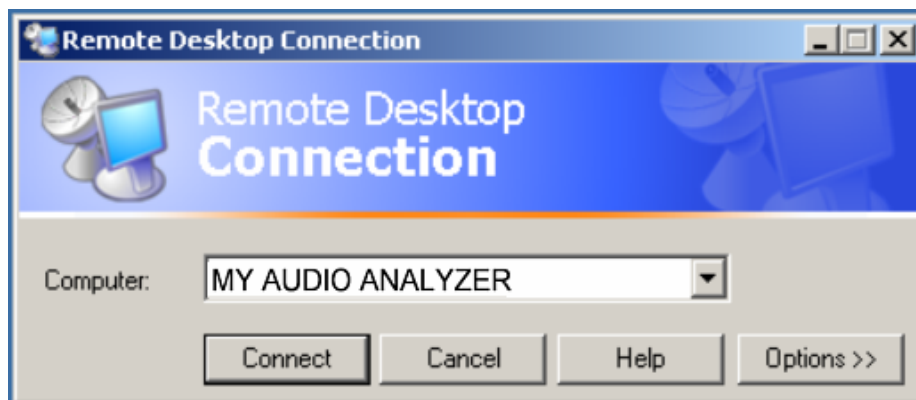 Remote Desktop Connection
Remote Desktop
Connection
Computer: MY AUDIO ANALYZER
Connect Cancel Help Options >>